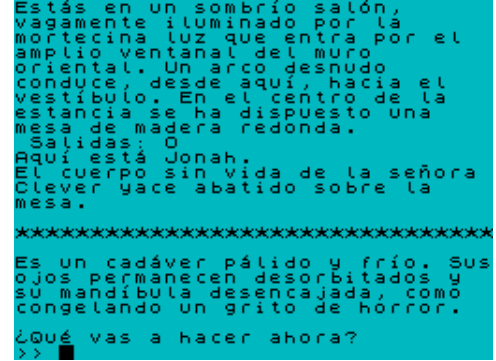 Estás en un sombrío salón,
vagamente iluminado por la
mortecina luz que entra por el
amplio ventanal del muro
oriental. Un arco desnudo
conduce, desde aquí, hacia el
vestíbulo. En el centro de la
estancia se ha dispuesto una
mesa de madera redonda.
Salidas: O
Aquí está Jonah.
El cuerpo sin vida de la señora
Clever yace abatido sobre la
mesa.
********************************
Es un cadáver pálido y frío. Sus
ojos permanecen desorbitados y
su mandíbula desencajada, como
congelando un grito de horror.
¿Qué vas a hacer ahora?
>>